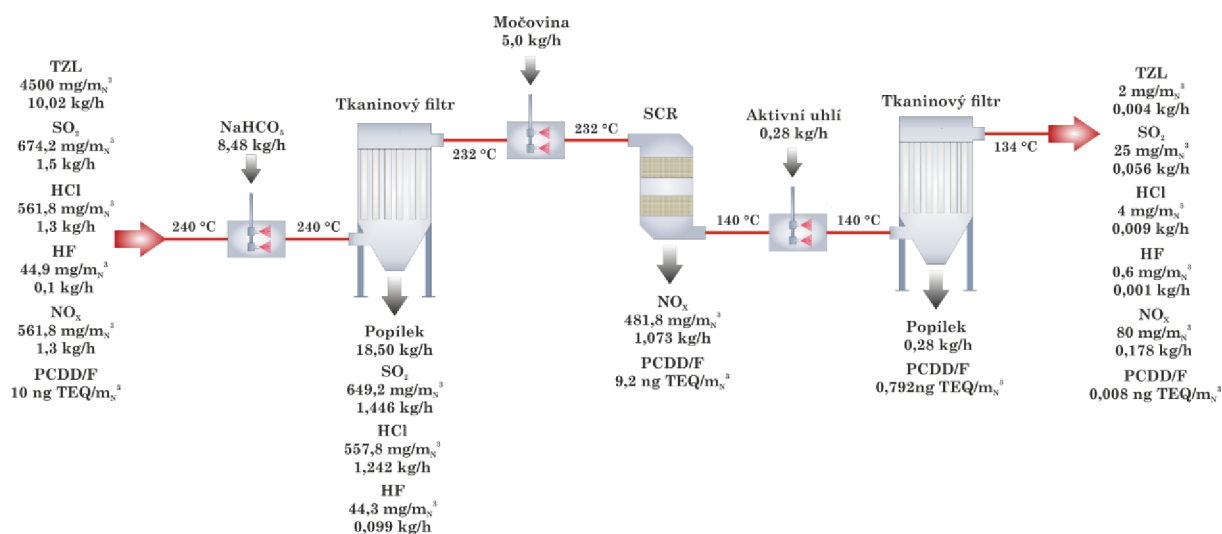 TZL
4500 mg/mN³
10,02 kg/h
SO₂
674,2 mg/mN³
1,5 kg/h
HCl
561,8 mg/mN³
1,3 kg/h
HF
44,9 mg/mN³
0,1 kg/h
NOX
561,8 mg/mN³
1,3 kg/h
PCDD/F
10 ng TEQ/mN³
240 °C
NaHCO₃
8,48 kg/h
240 °C
Tkaninový filtr
Popílek
18,50 kg/h
SO₂
649,2 mg/mN³
1,446 kg/h
HCl
557,8 mg/mN³
1,242 kg/h
HF
44,3 mg/mN³
0,099 kg/h
232 °C
Močovina
5,0 kg/h
232 °C
SCR
NOX
481,8 mg/mN³
1,073 kg/h
PCDD/F
9,2 ng TEQ/mN³
140 °C
Aktivní uhlí
0,28 kg/h
140 °C
Tkaninový filtr
Popílek
0,28 kg/h
PCDD/F
0,792ng TEQ/mN³
134 °C
TZL
2 mg/mN³
0,004 kg/h
SO₂
25 mg/mN³
0,056 kg/h
HCl
4 mg/mN³
0,009 kg/h
HF
0,6 mg/mN³
0,001 kg/h
NOX
80 mg/mN³
0,178 kg/h
PCDD/F
0,008 ng TEQ/mN³